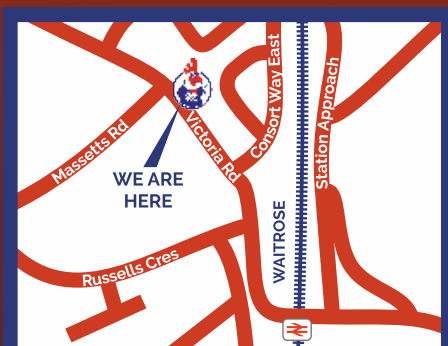 Consort Way East
Station Approach
Massetts Rd
Victoria Rd
WE ARE
HERE
WAITROSE
Russells Cres